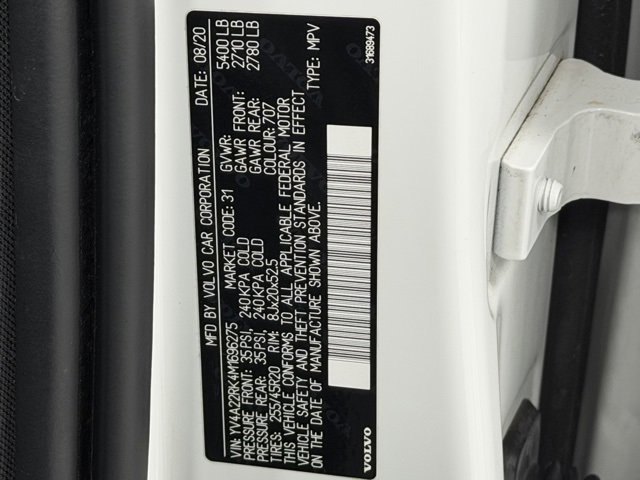 MFD BY VOLVO CAR CORPORATION DATE: 08/20
VIN: YV4A22RK4M1696275 MARKET CODE: 31 GVWR: 5400 LB
PRESSURE FRONT: 35PSI, 240KPA COLD GAWR FRONT: 2710 LB
PRESSURE REAR: 35PSI, 240KPA COLD GAWR REAR: 2780 LB
TIRES: 255/45R20 RIM: 8Jx20x52.5 COLOUR: 707
THIS VEHICLE CONFORMS TO ALL APPLICABLE FEDERAL MOTOR
VEHICLE SAFETY AND THEFT PREVENTION STANDARDS IN EFFECT
ON THE DATE OF MANUFACTURE SHOWN ABOVE. TYPE: MPV
VOLVO 31689473